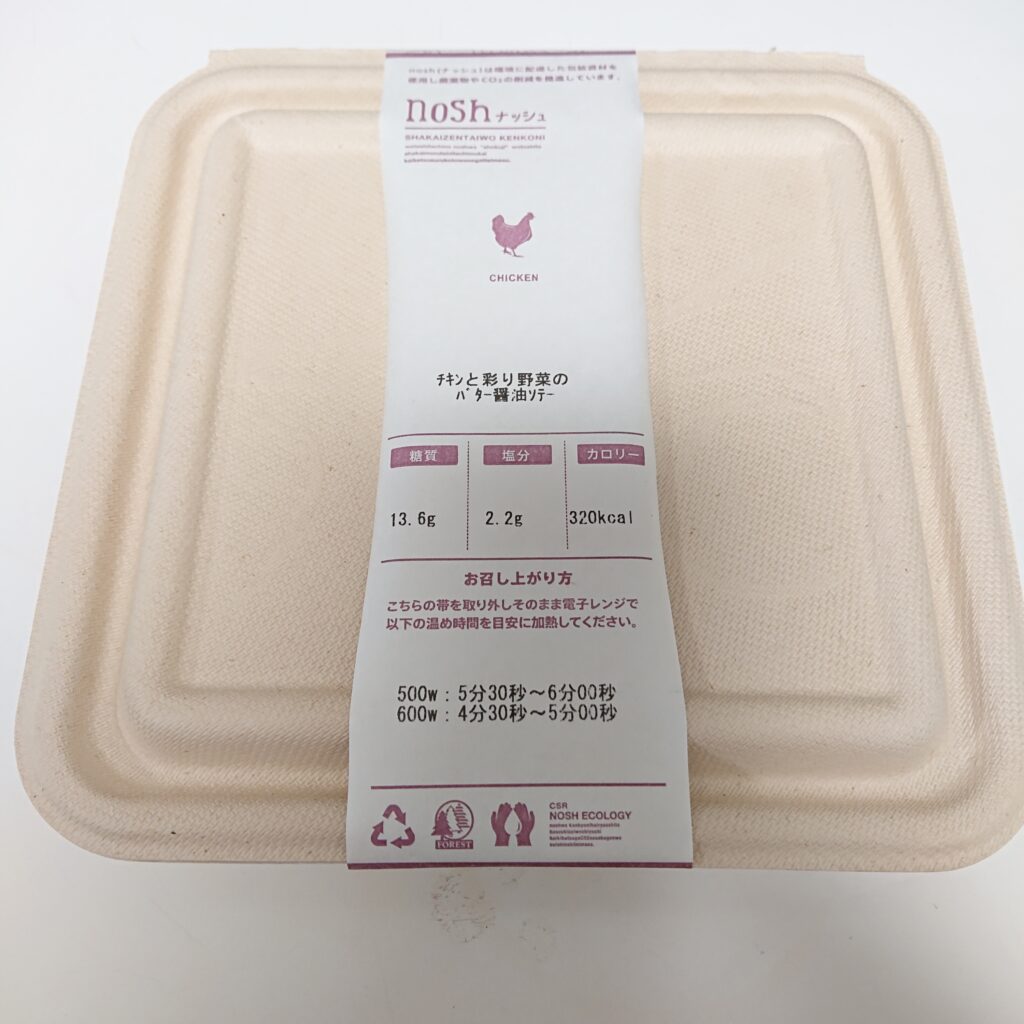 nosh(ナッシュ)は環境に配慮した包装資材を
使用し廃棄物やCO₂の削減を推進しています。
nosh ナッシュ
SHAKAIZENTAIWO KENKONI
CHICKEN
ﾁｷﾝと彩り野菜の
ﾊﾞﾀｰ醤油ｿﾃｰ
糖質 塩分 カロリー
13.6g 2.2g 320kcal
お召し上がり方
こちらの帯を取り外しそのまま電子レンジで
以下の温め時間を目安に加熱してください。
500w：5分30秒～6分00秒
600w：4分30秒～5分00秒
FOREST
CSR
NOSH ECOLOGY